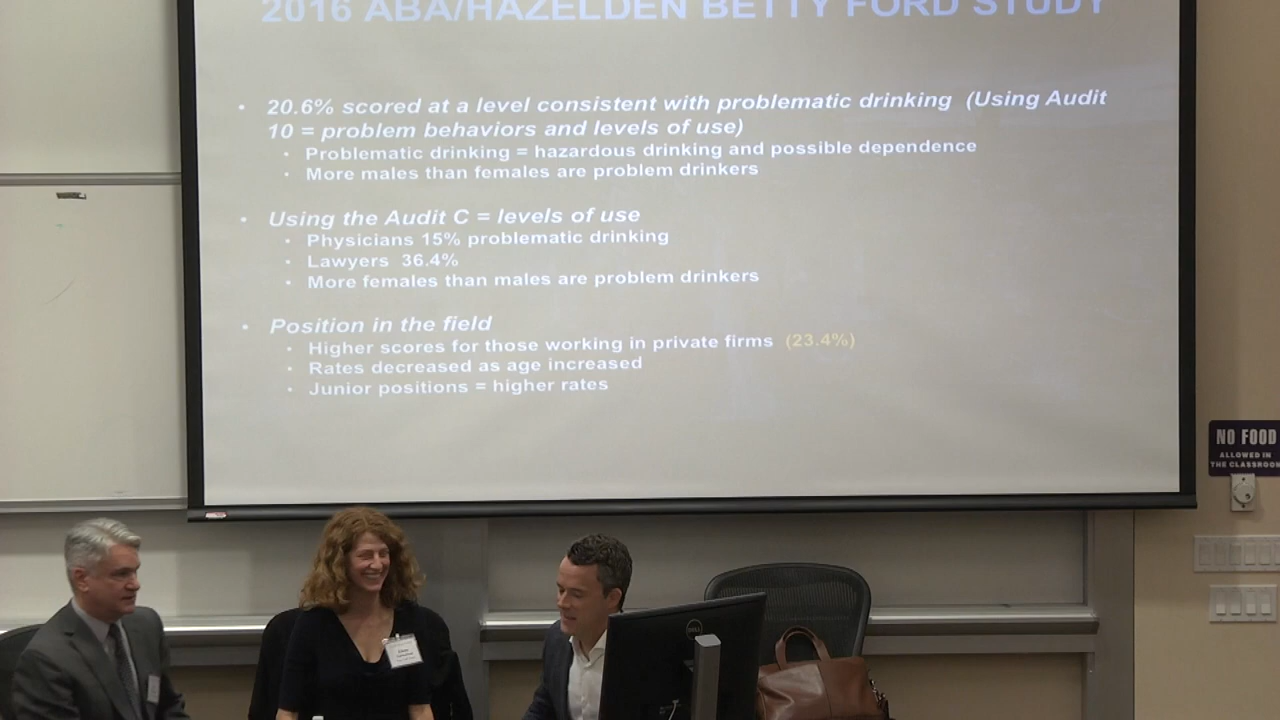 2016 ABA/HAZELDEN BETTY FORD STUDY
• 20.6% scored at a level consistent with problematic drinking (Using Audit
10 = problem behaviors and levels of use)
• Problematic drinking = hazardous drinking and possible dependence
• More males than females are problem drinkers
• Using the Audit C = levels of use
• Physicians 15% problematic drinking
• Lawyers 36.4%
• More females than males are problem drinkers
• Position in the field
• Higher scores for those working in private firms (23.4%)
• Rates decreased as age increased
• Junior positions = higher rates
NO FOOD
ALLOWED IN
THE CLASSROOM
DELL